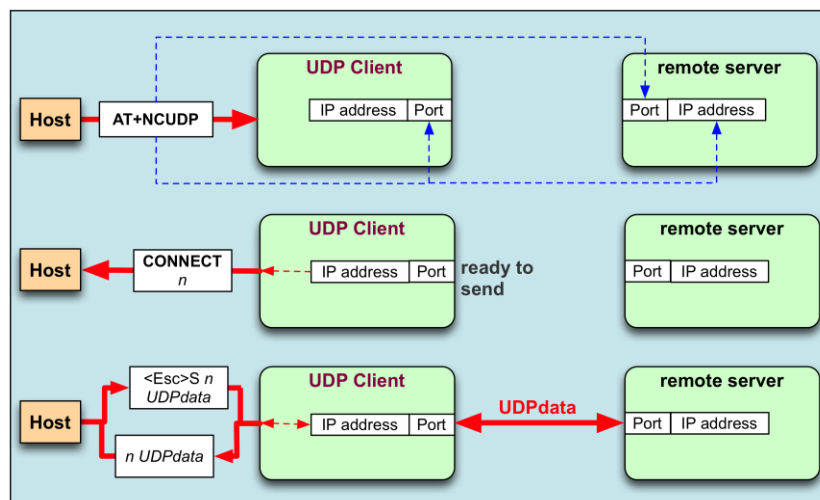 UDP Client
remote server
IP address
Port
Port
IP address
Host
AT+NCUDP
UDP Client
remote server
Host
CONNECT
n
IP address
Port
ready to
send
Port
IP address
UDP Client
remote server
<Esc>S n
UDPdata
Host
IP address
Port
UDPdata
Port
IP address
n UDPdata